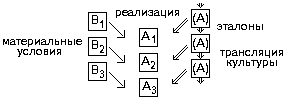 B1 реализация (A)
A1 эталоны
материальные B2 (A)
условия A2 трансляция
B3 (A) культуры
A3